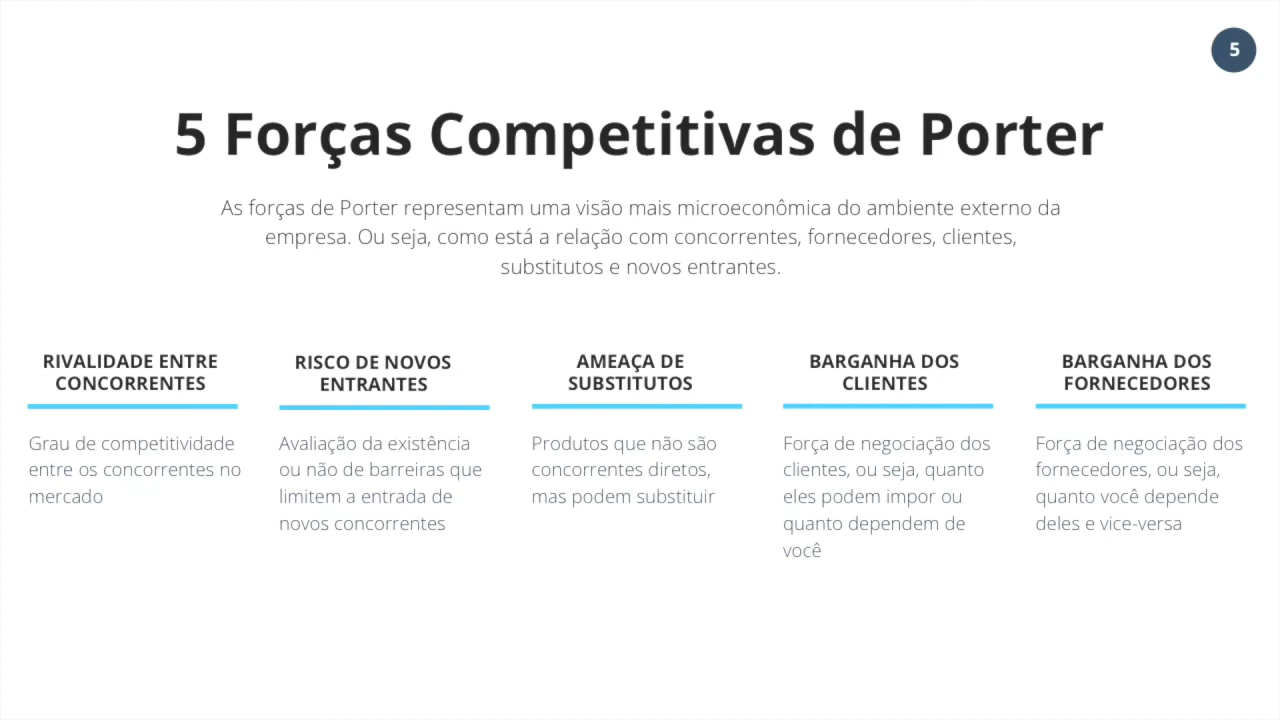 5
5 Forças Competitivas de Porter
As forças de Porter representam uma visão mais microeconômica do ambiente externo da
empresa. Ou seja, como está a relação com concorrentes, fornecedores, clientes,
substitutos e novos entrantes.
RIVALIDADE ENTRE
CONCORRENTES
Grau de competitividade
entre os concorrentes no
mercado
RISCO DE NOVOS
ENTRANTES
Avaliação da existência
ou não de barreiras que
limitem a entrada de
novos concorrentes
AMEAÇA DE
SUBSTITUTOS
Produtos que não são
concorrentes diretos,
mas podem substituir
BARGANHA DOS
CLIENTES
Força de negociação dos
clientes, ou seja, quanto
eles podem impor ou
quanto dependem de
você
BARGANHA DOS
FORNECEDORES
Força de negociação dos
fornecedores, ou seja,
quanto você depende
deles e vice-versa